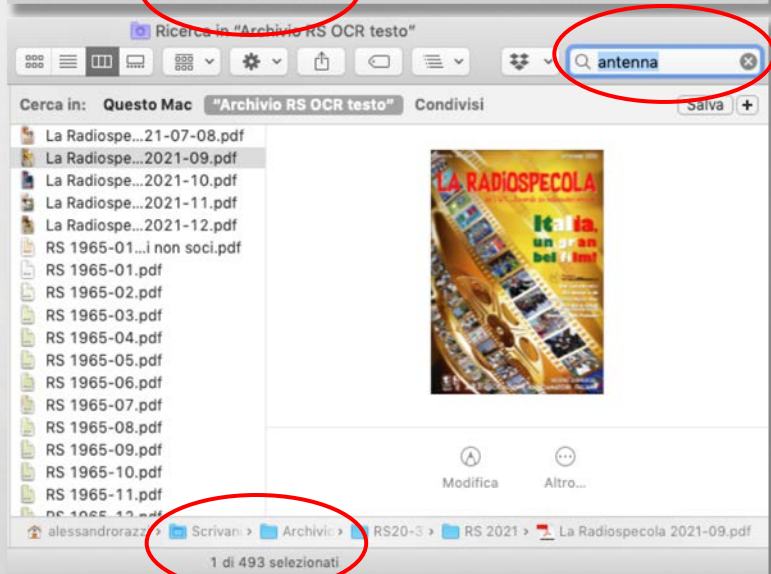 Ricerca in "Archivio RS OCR testo"
antenna
Cerca in: Questo Mac "Archivio RS OCR testo" Condivisi Salva +
La Radiospe...21-07-08.pdf
La Radiospe...2021-09.pdf
La Radiospe...2021-10.pdf
La Radiospe...2021-11.pdf
La Radiospe...2021-12.pdf
RS 1965-01...i non soci.pdf
RS 1965-01.pdf
RS 1965-02.pdf
RS 1965-03.pdf
RS 1965-04.pdf
RS 1965-05.pdf
RS 1965-06.pdf
RS 1965-07.pdf
RS 1965-08.pdf
RS 1965-09.pdf
RS 1965-10.pdf
RS 1965-11.pdf
RS 1965-12.pdf
LA RADIOSPECOLA
Italia,
un gran
bel film!
Modifica Altro...
alessandrorazz › Scrivani › Archivio › RS20-3 › RS 2021 › La Radiospecola 2021-09.pdf
1 di 493 selezionati